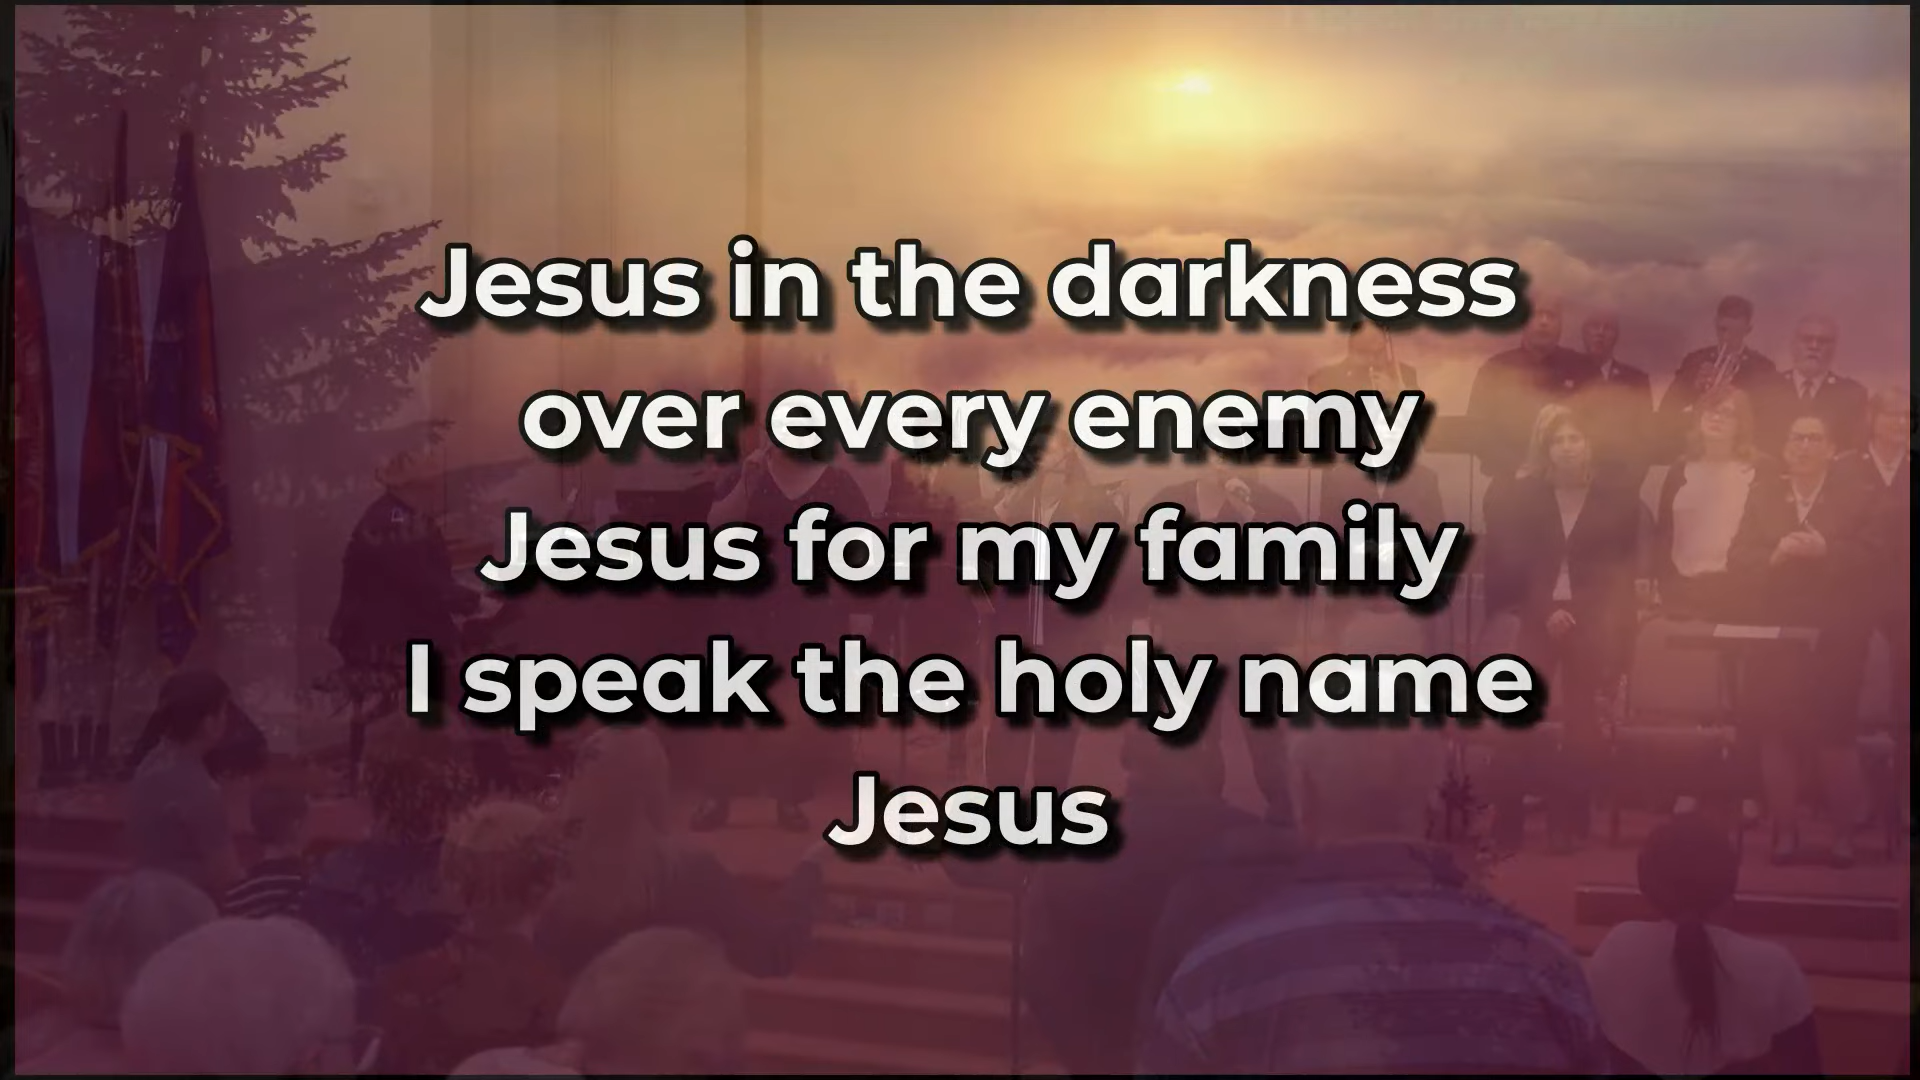 Jesus in the darkness
over every enemy
Jesus for my family
I speak the holy name
Jesus